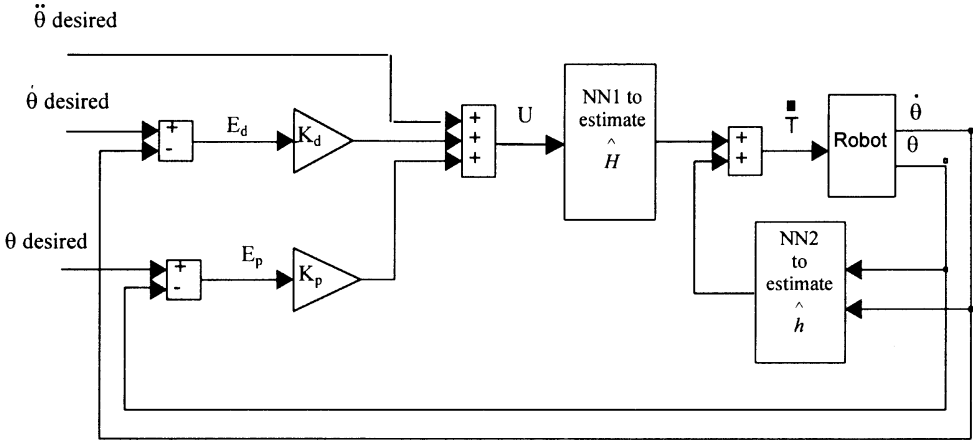 θ̈ desired
θ̇ desired
+
-
E_d
K_d
+
+
+
U
NN1 to
estimate
Ĥ
+
+
T
Robot
θ̇
θ
θ desired
+
-
E_p
K_p
NN2
to
estimate
ĥ